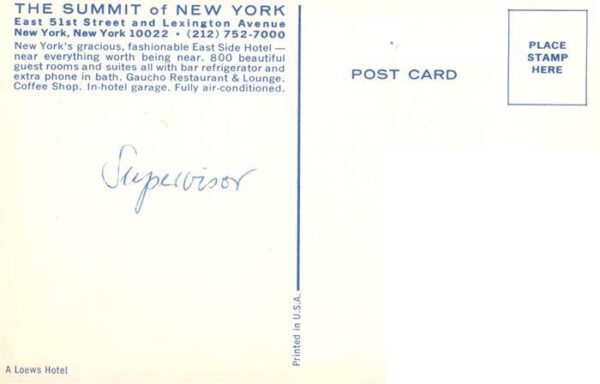 THE SUMMIT of NEW YORK
East 51st Street and Lexington Avenue
New York, New York 10022 • (212) 752-7000
New York's gracious, fashionable East Side Hotel —
near everything worth being near. 800 beautiful
guest rooms and suites all with bar refrigerator and
extra phone in bath. Gaucho Restaurant & Lounge.
Coffee Shop. In-hotel garage. Fully air-conditioned.
Supervisor
A Loews Hotel
Printed in U.S.A.
POST CARD
PLACE
STAMP
HERE